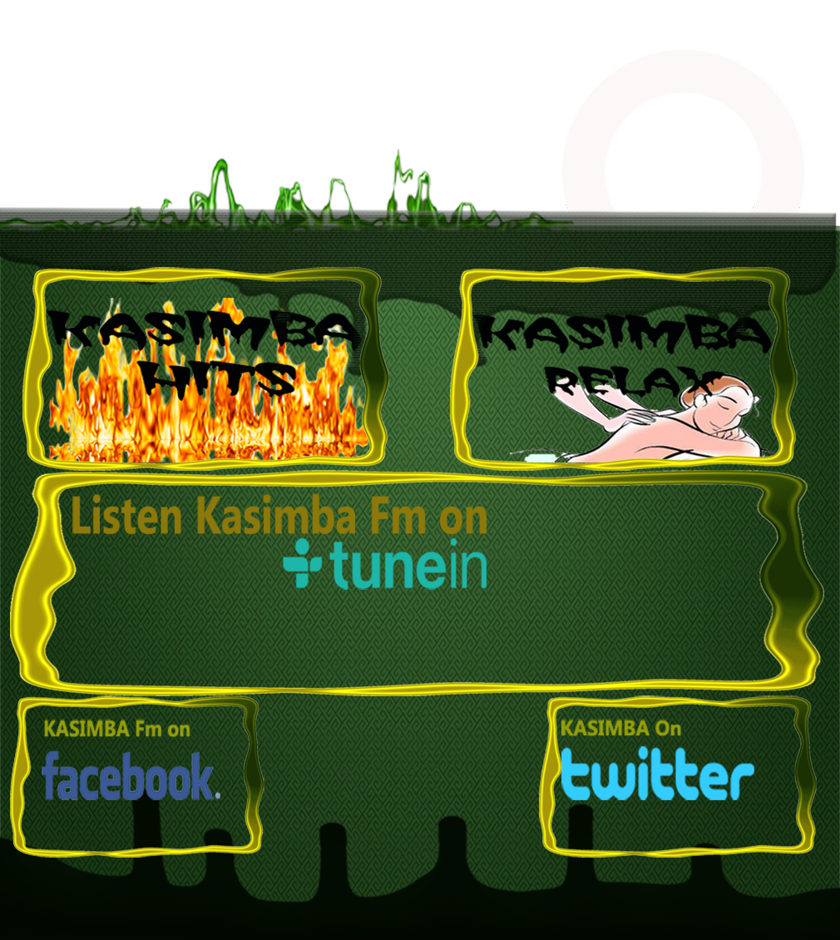 KASIMBA
HITS
KASIMBA
RELAX
Listen Kasimba Fm on
tunein
KASIMBA Fm on
facebook.
KASIMBA On
twitter